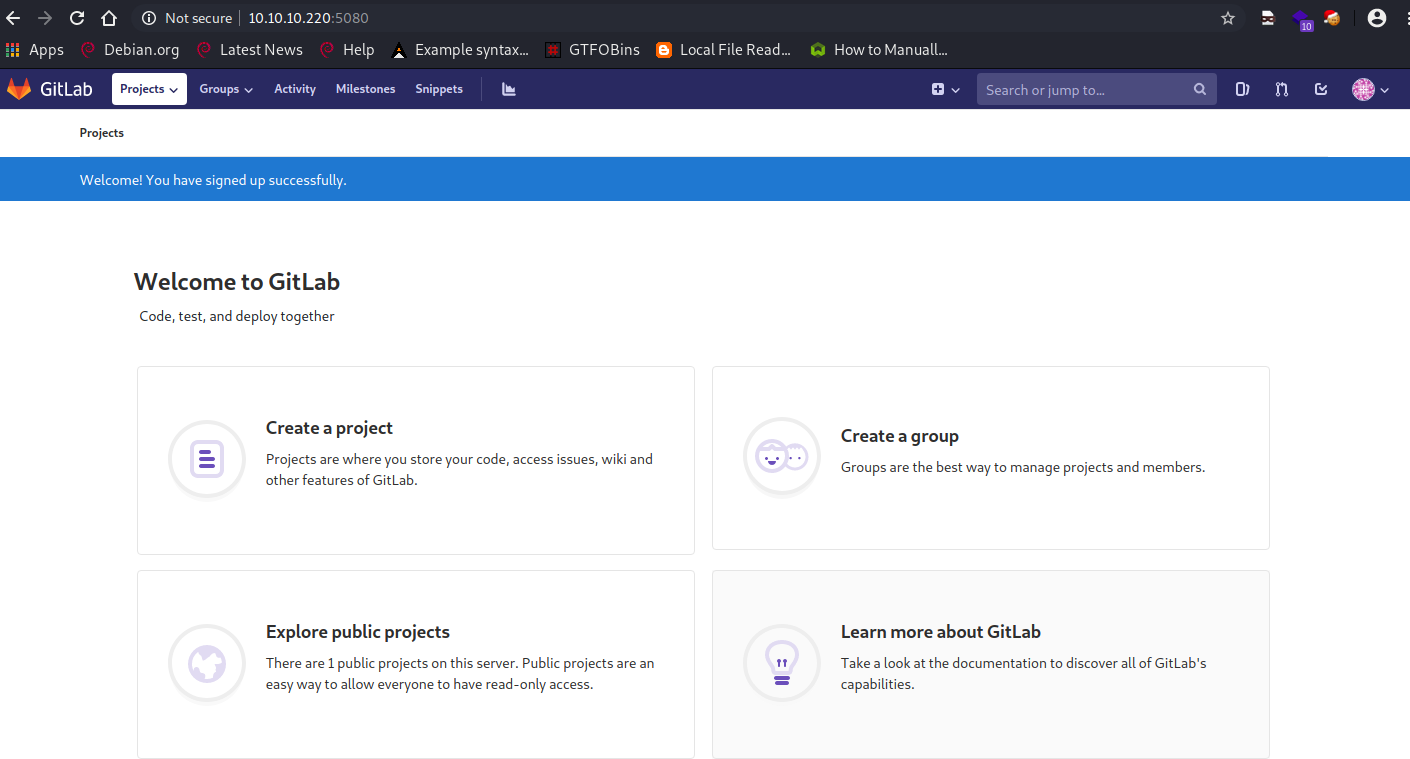 Not secure 10.10.10.220:5080
10
Apps Debian.org Latest News Help Example syntax... GTFOBins Local File Read... How to Manuall...
GitLab Projects Groups Activity Milestones Snippets Search or jump to...
Projects
Welcome! You have signed up successfully.
Welcome to GitLab
Code, test, and deploy together
Create a project
Projects are where you store your code, access issues, wiki and
other features of GitLab.
Create a group
Groups are the best way to manage projects and members.
Explore public projects
There are 1 public projects on this server. Public projects are an
easy way to allow everyone to have read-only access.
Learn more about GitLab
Take a look at the documentation to discover all of GitLab's
capabilities.